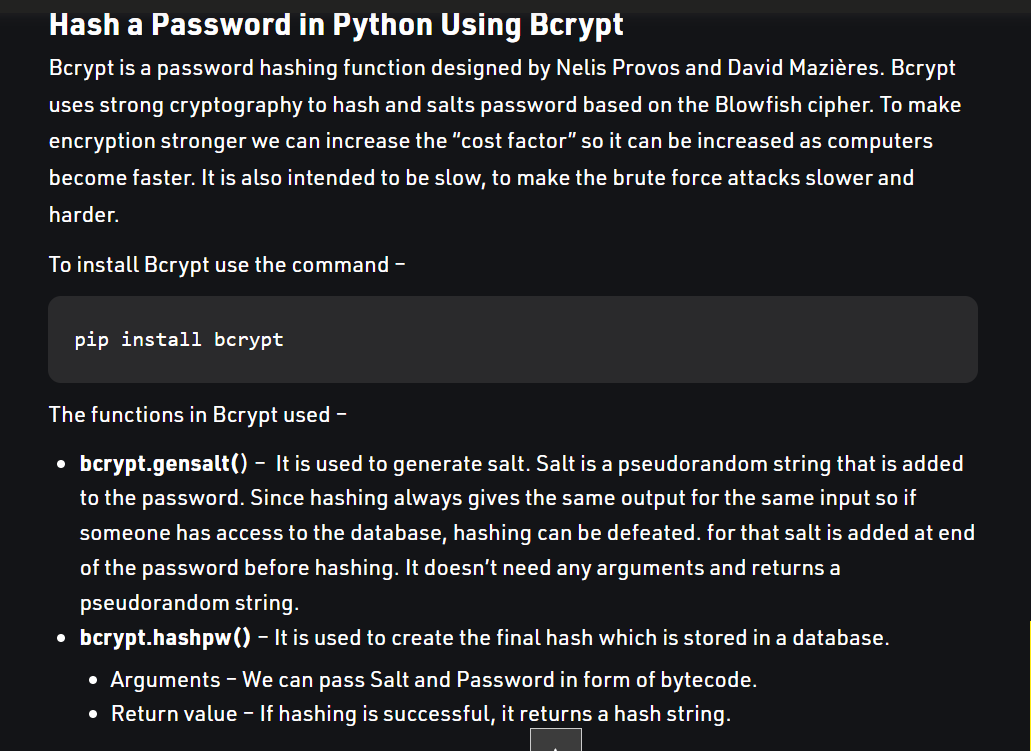 Hash a Password in Python Using Bcrypt
Bcrypt is a password hashing function designed by Nelis Provos and David Mazières. Bcrypt
uses strong cryptography to hash and salts password based on the Blowfish cipher. To make
encryption stronger we can increase the “cost factor” so it can be increased as computers
become faster. It is also intended to be slow, to make the brute force attacks slower and
harder.
To install Bcrypt use the command –
pip install bcrypt
The functions in Bcrypt used –
• bcrypt.gensalt() – It is used to generate salt. Salt is a pseudorandom string that is added
to the password. Since hashing always gives the same output for the same input so if
someone has access to the database, hashing can be defeated. for that salt is added at end
of the password before hashing. It doesn’t need any arguments and returns a
pseudorandom string.
• bcrypt.hashpw() – It is used to create the final hash which is stored in a database.
• Arguments – We can pass Salt and Password in form of bytecode.
• Return value – If hashing is successful, it returns a hash string.